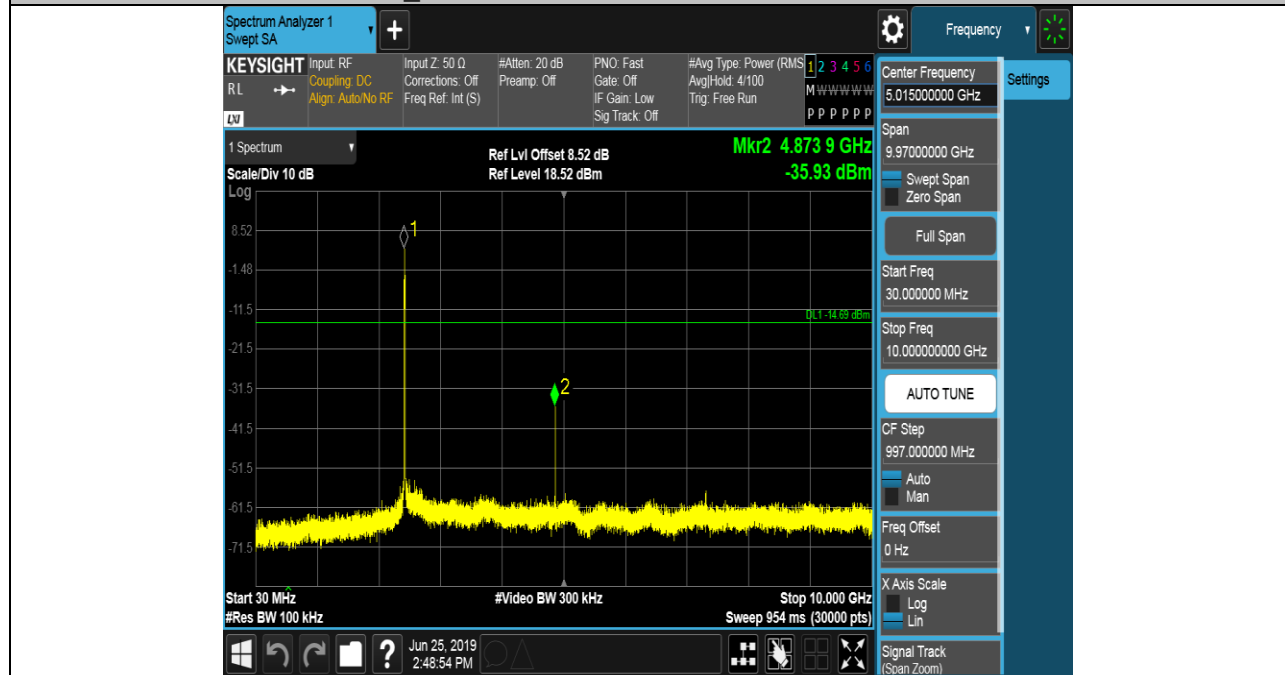 Spectrum Analyzer 1
Swept SA
+
Frequency
KEYSIGHT
RL
LXI
Input: RF
Coupling: DC
Align: Auto/No RF
Input Z: 50 Ω
Corrections: Off
Freq Ref: Int (S)
#Atten: 20 dB
Preamp: Off
PNO: Fast
Gate: Off
IF Gain: Low
Sig Track: Off
#Avg Type: Power (RMS
Avg|Hold: 4/100
Trig: Free Run
1 2 3 4 5 6
M W W W W W
P P P P P P
1 Spectrum
Scale/Div 10 dB
Ref Lvl Offset 8.52 dB
Ref Level 18.52 dBm
Mkr2 4.873 9 GHz
-35.93 dBm
Log
8.52
-1.48
-11.5
-21.5
-31.5
-41.5
-51.5
-61.5
-71.5
1
DL1 -14.69 dBm
2
Start 30 MHz
#Res BW 100 kHz
#Video BW 300 kHz
Stop 10.000 GHz
Sweep 954 ms (30000 pts)
Center Frequency
5.015000000 GHz
Settings
Span
9.97000000 GHz
Swept Span
Zero Span
Full Span
Start Freq
30.000000 MHz
Stop Freq
10.000000000 GHz
AUTO TUNE
CF Step
997.000000 MHz
Auto
Man
Freq Offset
0 Hz
X Axis Scale
Log
Lin
Signal Track
(Span Zoom)
?
Jun 25, 2019
2:48:54 PM